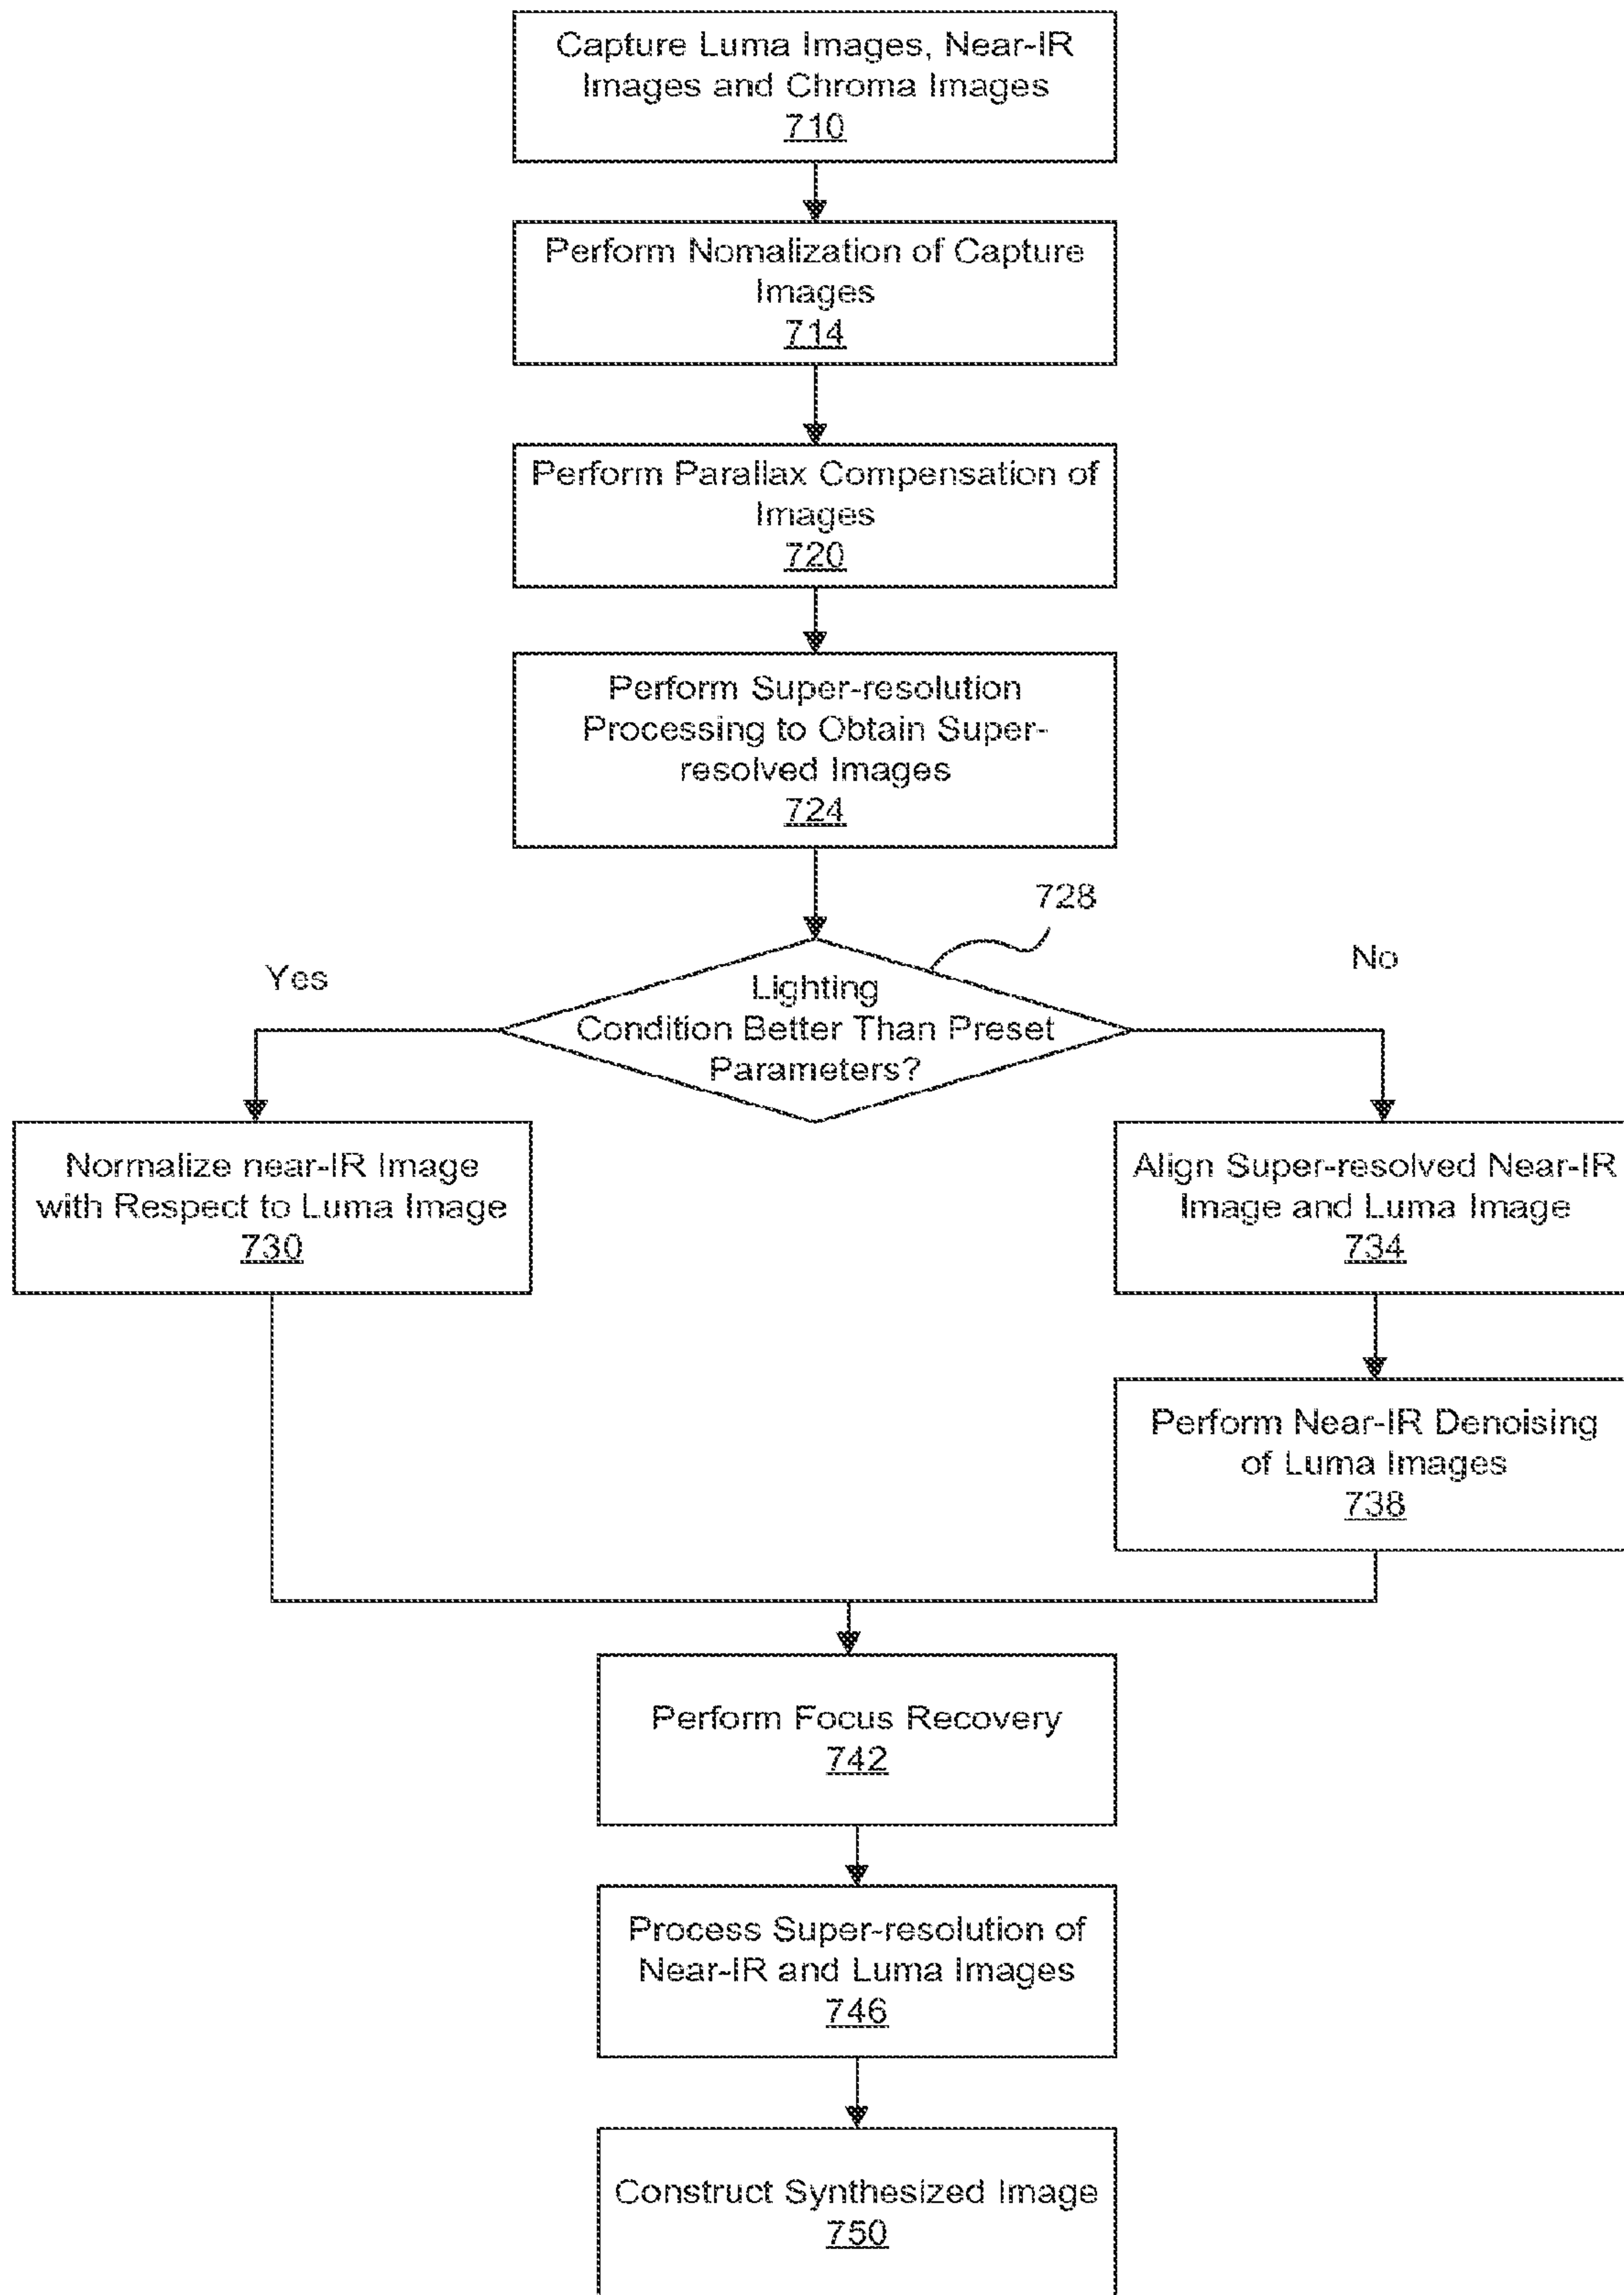 Capture Luma Images, Near-IR
Images and Chroma Images
710
Perform Nomalization of Capture
Images
714
Perform Parallax Compensation of
Images
720
Perform Super-resolution
Processing to Obtain Super-
resolved Images
724
728
Yes
No
Lighting
Condition Better Than Preset
Parameters?
Normalize near-IR Image
with Respect to Luma Image
730
Align Super-resolved Near-IR
Image and Luma Image
734
Perform Near-IR Denoising
of Luma Images
738
Perform Focus Recovery
742
Process Super-resolution of
Near-IR and Luma Images
746
Construct Synthesized Image
750